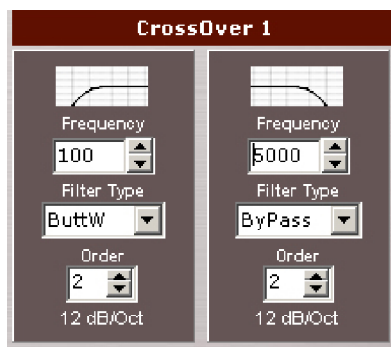 CrossOver 1
Frequency
100
Filter Type
ButtW
Order
2
12 dB/Oct
Frequency
5000
Filter Type
ByPass
Order
2
12 dB/Oct